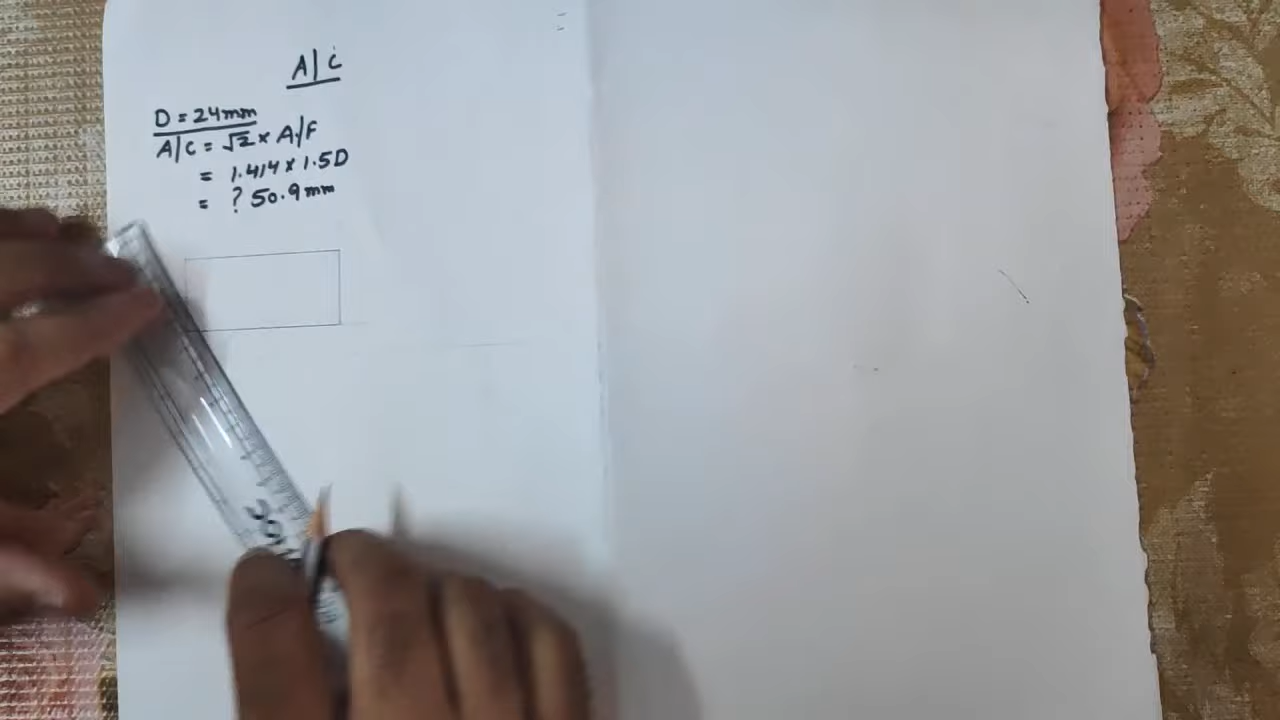 A/C
D = 24mm
A/C = √2 × A/F
= 1.414 × 1.5D
= ? 50.9mm